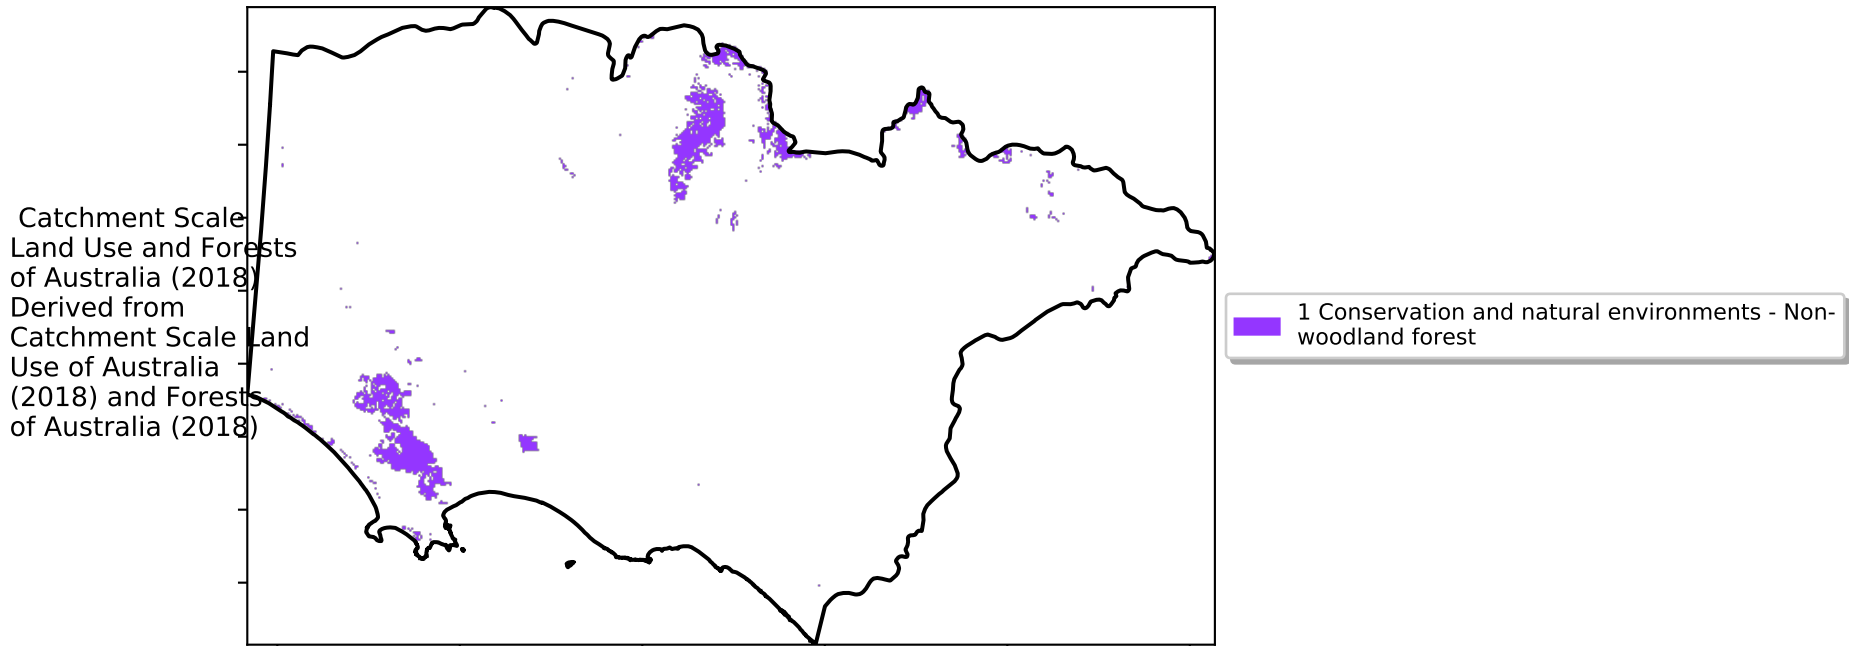 Catchment Scale
Land Use and Forests
of Australia (2018)
Derived from
Catchment Scale Land
Use of Australia
(2018) and Forests
of Australia (2018)
1 Conservation and natural environments - Non-
woodland forest